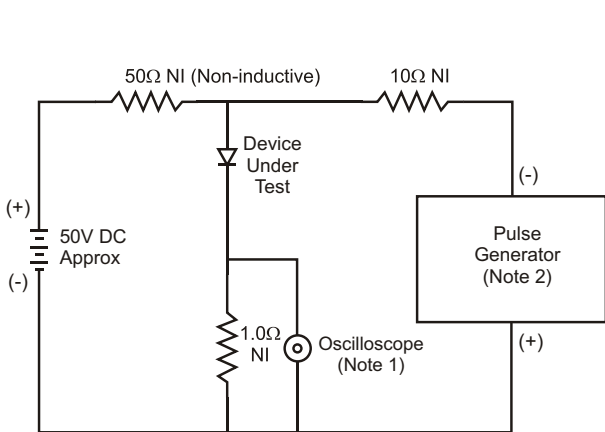 50Ω NI (Non-inductive)
10Ω NI
Device
Under
Test
(-)
(+)
50V DC
Approx
(-)
Pulse
Generator
(Note 2)
1.0Ω
NI
Oscilloscope
(Note 1)
(+)